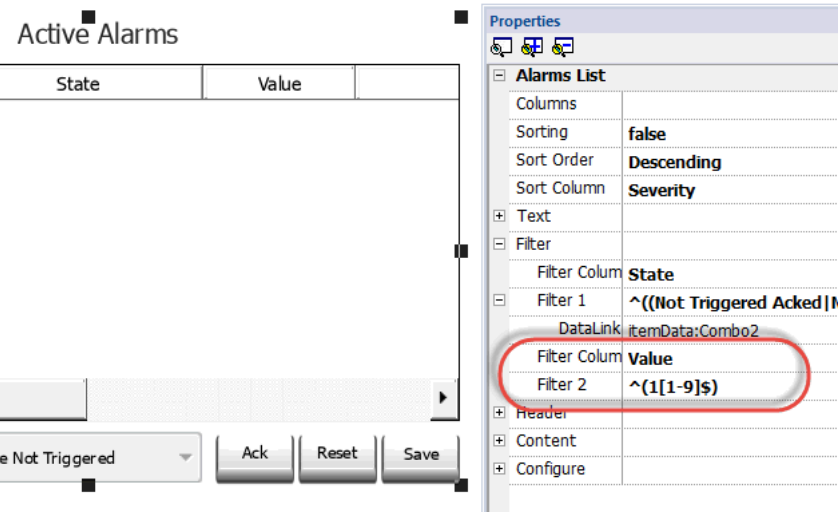 Active Alarms
State Value
e Not Triggered
Ack Reset Save
Properties
Alarms List
Columns
Sorting false
Sort Order Descending
Sort Column Severity
Text
Filter
Filter Colum State
Filter 1 ^((Not Triggered Acked|N
DataLink itemData:Combo2
Filter Colum Value
Filter 2 ^(1[1-9]$)
Header
Content
Configure